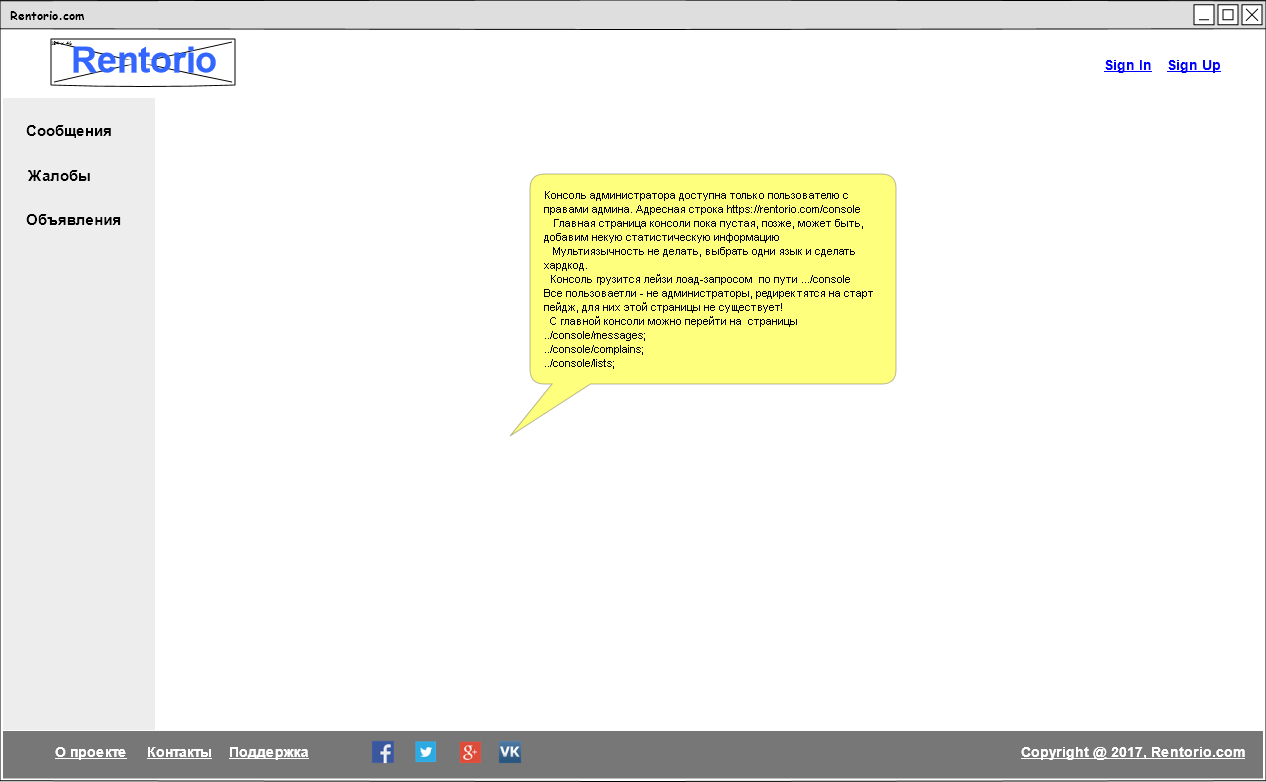 Rentorio.com
Rentorio
Sign In Sign Up
Сообщения
Жалобы
Объявления
Консоль администратора доступна только пользователю с
правами админа. Адресная строка https://rentorio.com/console
Главная страница консоли пока пустая, позже, может быть,
добавим некую статистическую информацию
Мультиязычность не делать, выбрать одни язык и сделать
хардкод.
Консоль грузится лейзи лоад-запросом по пути .../console
Все пользоваетли - не администраторы, редиректятся на старт
пейдж, для них этой страницы не существует!
С главной консоли можно перейти на страницы
../console/messages;
../console/complains;
../console/lists;
О проекте Контакты Поддержка
f
g+
VK
Copyright @ 2017, Rentorio.com